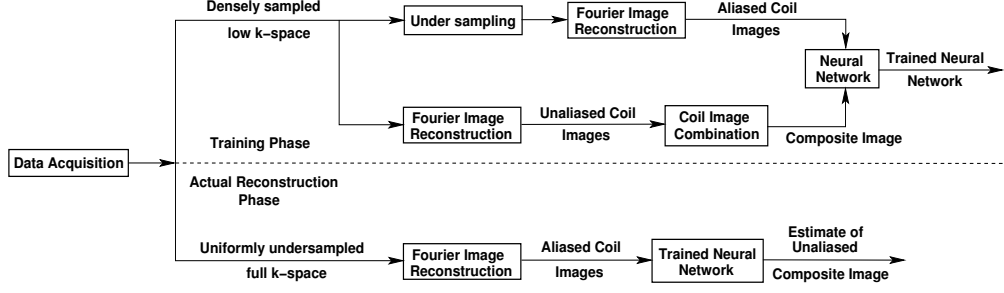 Densely sampled
low k-space
Under sampling
Fourier Image
Reconstruction
Aliased Coil
Images
Neural
Network
Trained Neural
Network
Fourier Image
Reconstruction
Unaliased Coil
Images
Coil Image
Combination
Composite Image
Training Phase
Data Acquisition
Actual Reconstruction
Phase
Uniformly undersampled
full k-space
Fourier Image
Reconstruction
Aliased Coil
Images
Trained Neural
Network
Estimate of
Unaliased
Composite Image